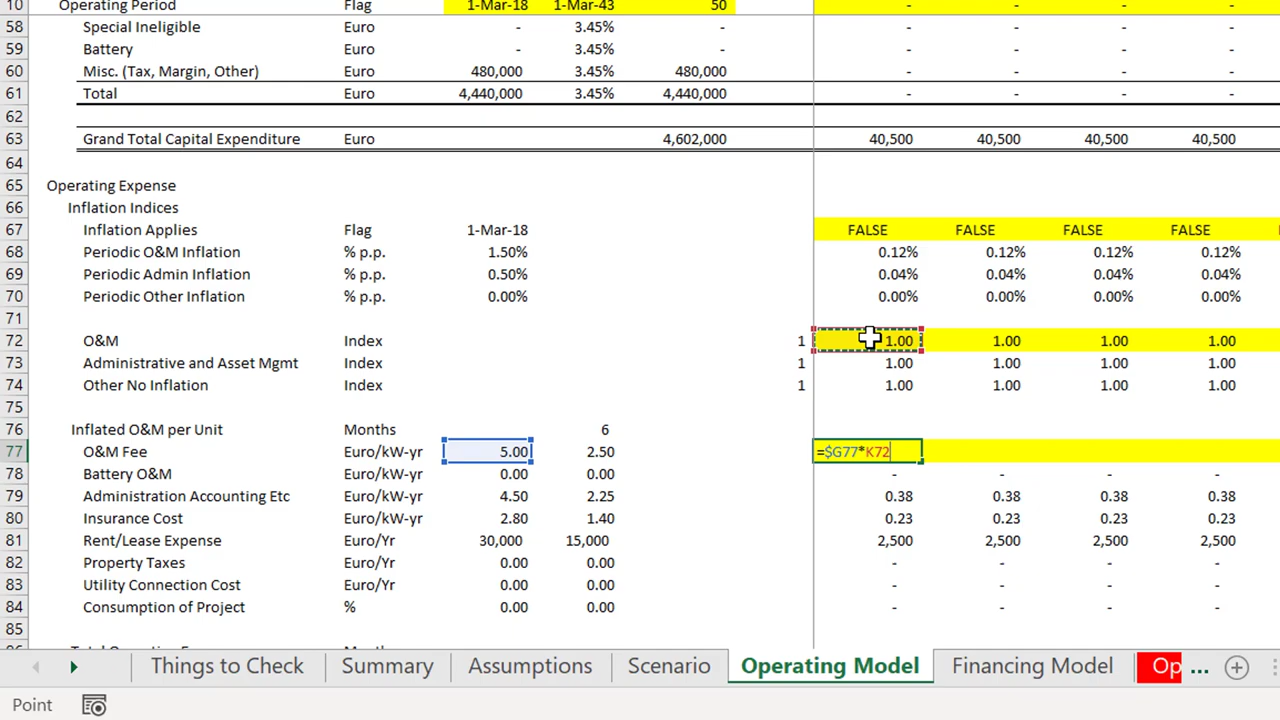 10 Operating Period Flag 1-Mar-18 1-Mar-43 50 - - - -
58 Special Ineligible Euro - 3.45% - - - - -
59 Battery Euro - 3.45% - - - - -
60 Misc. (Tax, Margin, Other) Euro 480,000 3.45% 480,000 - - - -
61 Total Euro 4,440,000 3.45% 4,440,000 - - - -
62
63 Grand Total Capital Expenditure Euro 4,602,000 40,500 40,500 40,500 40,500
64
65 Operating Expense
66 Inflation Indices
67 Inflation Applies Flag 1-Mar-18 FALSE FALSE FALSE FALSE
68 Periodic O&M Inflation % p.p. 1.50% 0.12% 0.12% 0.12% 0.12%
69 Periodic Admin Inflation % p.p. 0.50% 0.04% 0.04% 0.04% 0.04%
70 Periodic Other Inflation % p.p. 0.00% 0.00% 0.00% 0.00% 0.00%
71
72 O&M Index 1 1.00 1.00 1.00 1.00
73 Administrative and Asset Mgmt Index 1 1.00 1.00 1.00 1.00
74 Other No Inflation Index 1 1.00 1.00 1.00 1.00
75
76 Inflated O&M per Unit Months 6
77 O&M Fee Euro/kW-yr 5.00 2.50 =$G77*K72
78 Battery O&M Euro/kW-yr 0.00 0.00 - - - -
79 Administration Accounting Etc Euro/kW-yr 4.50 2.25 0.38 0.38 0.38 0.38
80 Insurance Cost Euro/kW-yr 2.80 1.40 0.23 0.23 0.23 0.23
81 Rent/Lease Expense Euro/Yr 30,000 15,000 2,500 2,500 2,500 2,500
82 Property Taxes Euro/Yr 0.00 0.00 - - - -
83 Utility Connection Cost Euro/Yr 0.00 0.00 - - - -
84 Consumption of Project % 0.00 0.00 - - - -
85
Things to Check Summary Assumptions Scenario Operating Model Financing Model Op ...
Point